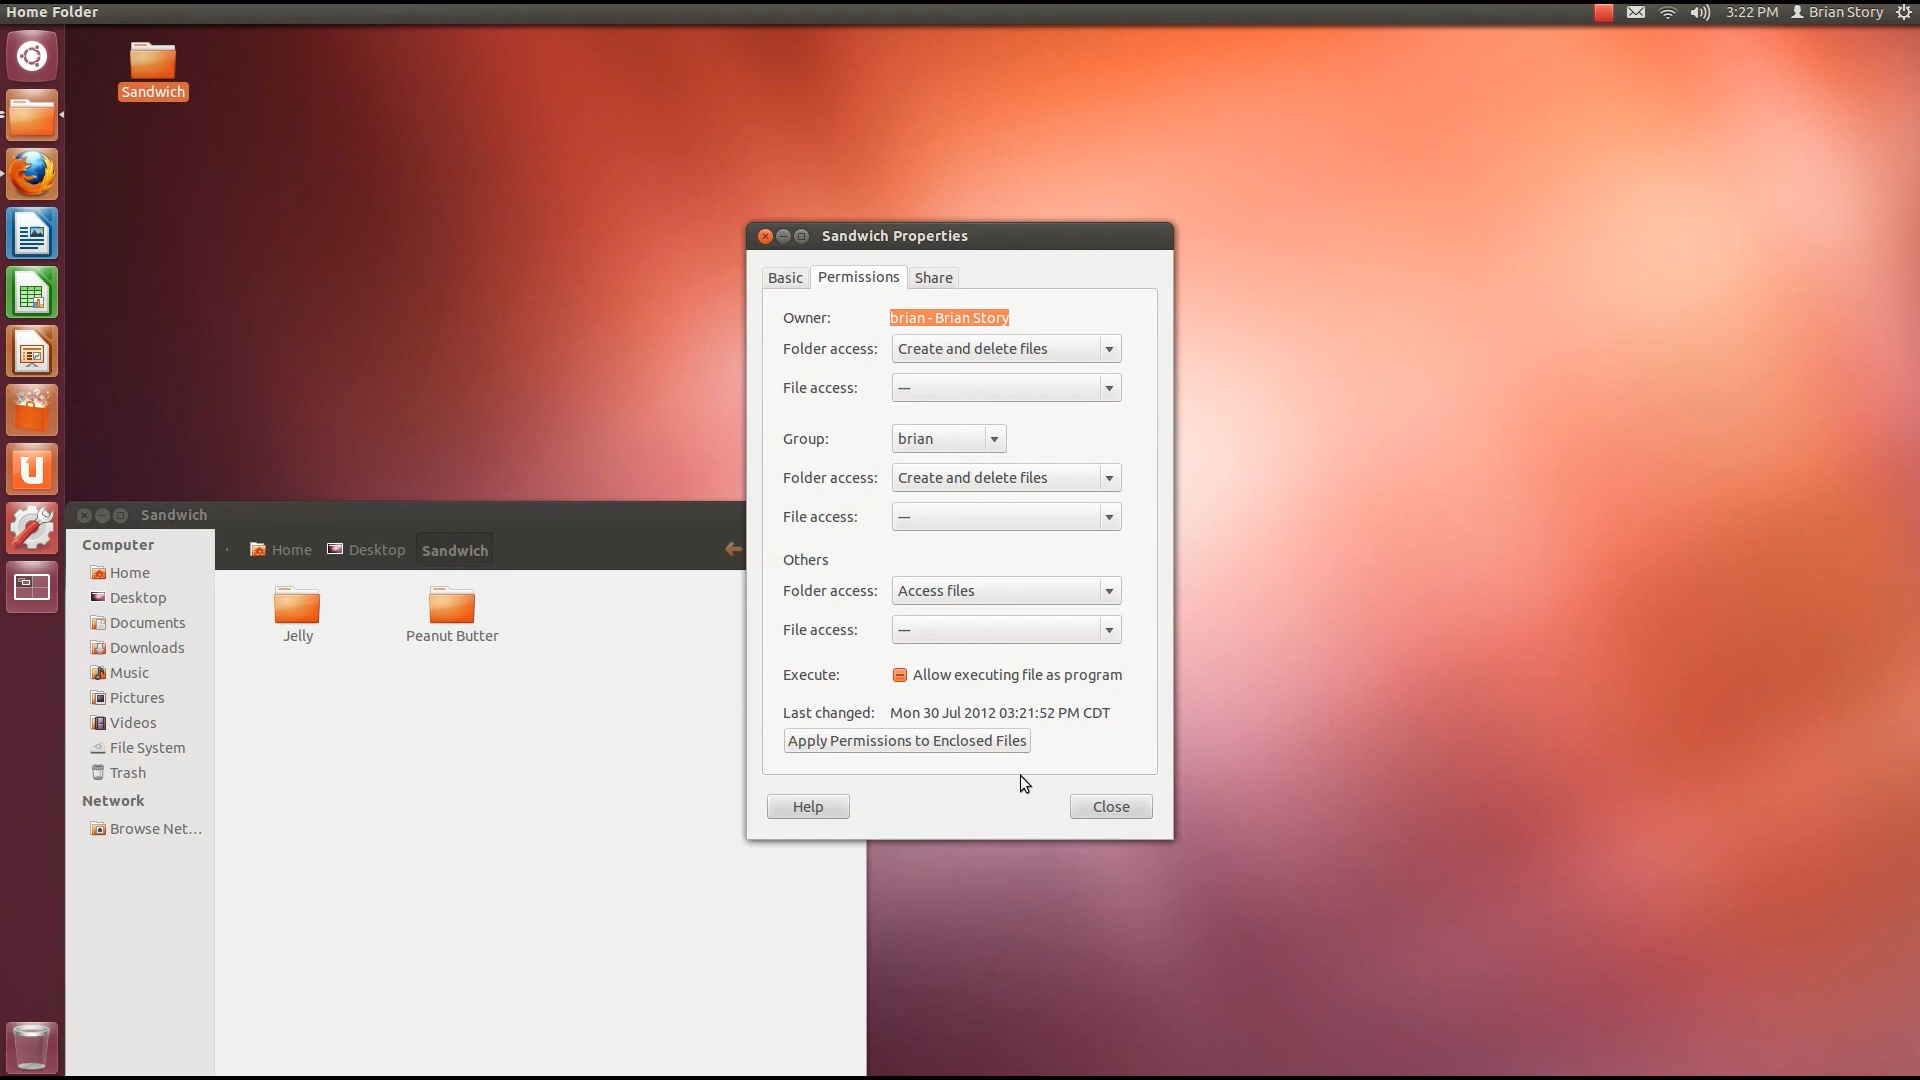 Home Folder
3:22 PM
Brian Story
Sandwich
Sandwich Properties
Basic
Permissions
Share
Owner: brian - Brian Story
Folder access: Create and delete files
File access: ---
Group: brian
Folder access: Create and delete files
File access: ---
Others
Folder access: Access files
File access: ---
Execute: Allow executing file as program
Last changed: Mon 30 Jul 2012 03:21:52 PM CDT
Apply Permissions to Enclosed Files
Help
Close
Sandwich
Home
Desktop
Sandwich
Computer
Home
Desktop
Documents
Downloads
Music
Pictures
Videos
File System
Trash
Network
Browse Net...
Jelly
Peanut Butter